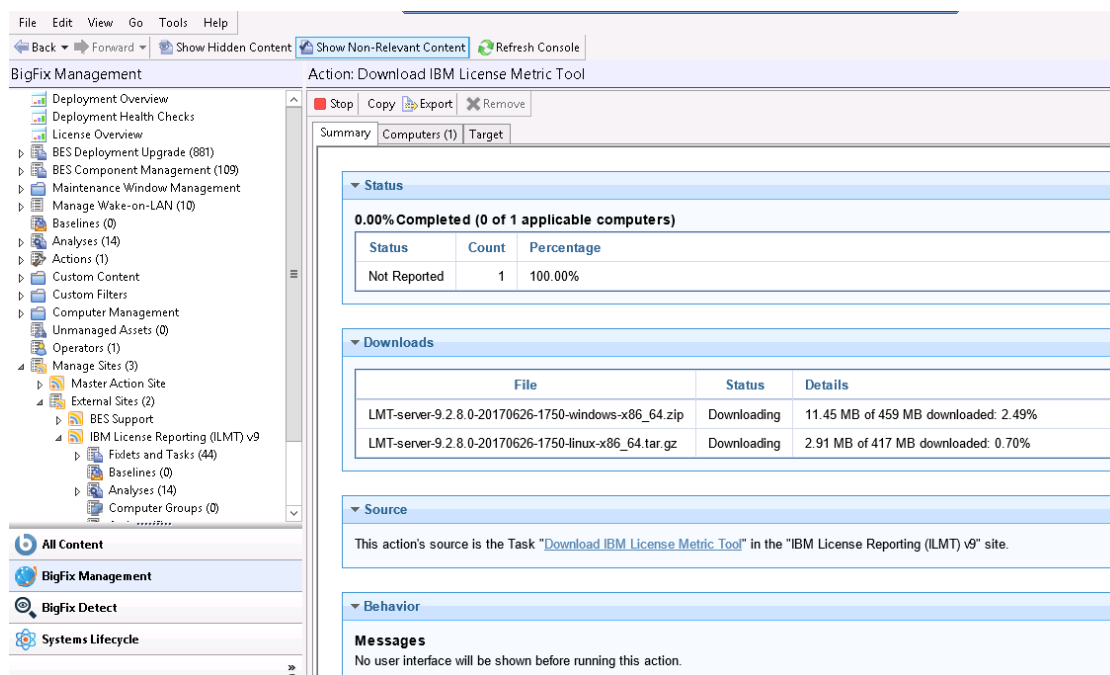 File Edit View Go Tools Help
Back Forward Show Hidden Content Show Non-Relevant Content Refresh Console
BigFix Management
Deployment Overview
Deployment Health Checks
License Overview
BES Deployment Upgrade (881)
BES Component Management (109)
Maintenance Window Management
Manage Wake-on-LAN (10)
Baselines (0)
Analyses (14)
Actions (1)
Custom Content
Custom Filters
Computer Management
Unmanaged Assets (0)
Operators (1)
Manage Sites (3)
Master Action Site
External Sites (2)
BES Support
IBM License Reporting (ILMT) v9
Fixlets and Tasks (44)
Baselines (0)
Analyses (14)
Computer Groups (0)
All Content
BigFix Management
BigFix Detect
Systems Lifecycle
»
Action: Download IBM License Metric Tool
Stop Copy Export Remove
Summary Computers (1) Target
Status
0.00% Completed (0 of 1 applicable computers)
Status Count Percentage
Not Reported 1 100.00%
Downloads
File Status Details
LMT-server-9.2.8.0-20170626-1750-windows-x86_64.zip Downloading 11.45 MB of 459 MB downloaded: 2.49%
LMT-server-9.2.8.0-20170626-1750-linux-x86_64.tar.gz Downloading 2.91 MB of 417 MB downloaded: 0.70%
Source
This action's source is the Task "Download IBM License Metric Tool" in the "IBM License Reporting (ILMT) v9" site.
Behavior
Messages
No user interface will be shown before running this action.